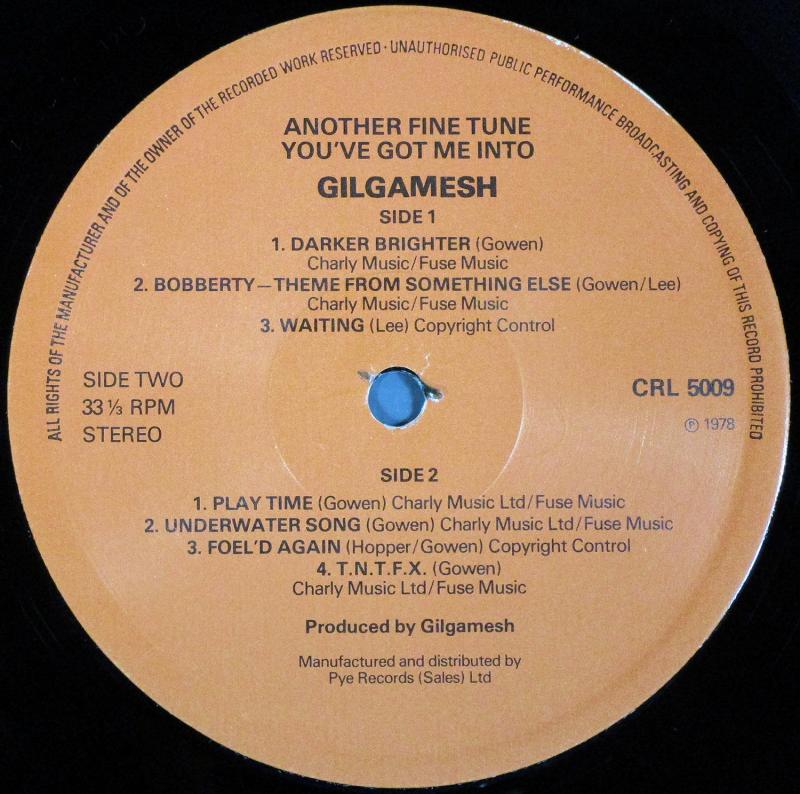 ALL RIGHTS OF THE MANUFACTURER AND OF THE OWNER OF THE RECORDED WORK RESERVED · UNAUTHORISED PUBLIC PERFORMANCE BROADCASTING AND COPYING OF THIS RECORD PROHIBITED
ANOTHER FINE TUNE
YOU'VE GOT ME INTO
GILGAMESH
SIDE 1
1. DARKER BRIGHTER (Gowen)
Charly Music/Fuse Music
2. BOBBERTY—THEME FROM SOMETHING ELSE (Gowen/Lee)
Charly Music/Fuse Music
3. WAITING (Lee) Copyright Control
SIDE TWO
33⅓ RPM
STEREO
CRL 5009
Ⓟ 1978
SIDE 2
1. PLAY TIME (Gowen) Charly Music Ltd/Fuse Music
2. UNDERWATER SONG (Gowen) Charly Music Ltd/Fuse Music
3. FOEL'D AGAIN (Hopper/Gowen) Copyright Control
4. T.N.T.F.X. (Gowen)
Charly Music Ltd/Fuse Music
Produced by Gilgamesh
Manufactured and distributed by
Pye Records (Sales) Ltd